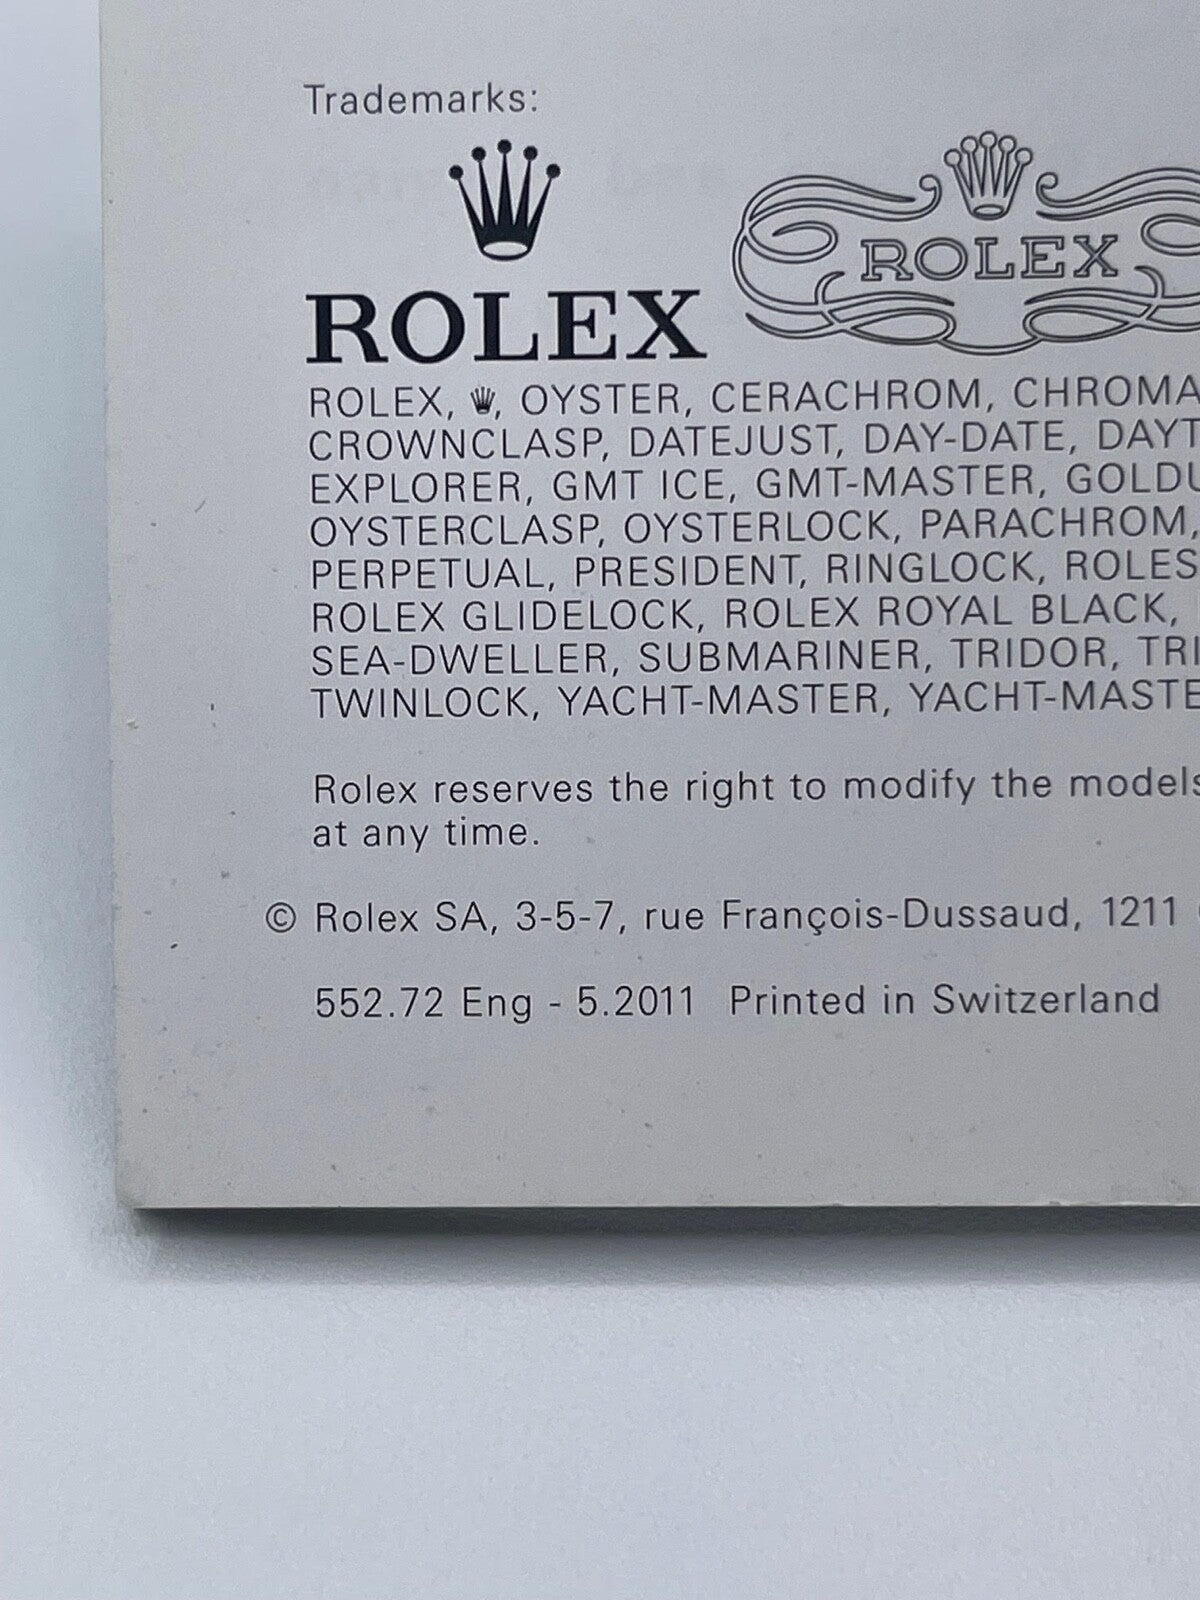 Trademarks:
ROLEX
ROLEX
ROLEX, , OYSTER, CERACHROM, CHROMA
CROWNCLASP, DATEJUST, DAY-DATE, DAYT
EXPLORER, GMT ICE, GMT-MASTER, GOLDU
OYSTERCLASP, OYSTERLOCK, PARACHROM,
PERPETUAL, PRESIDENT, RINGLOCK, ROLES
ROLEX GLIDELOCK, ROLEX ROYAL BLACK,
SEA-DWELLER, SUBMARINER, TRIDOR, TRI
TWINLOCK, YACHT-MASTER, YACHT-MASTE
Rolex reserves the right to modify the models
at any time.
© Rolex SA, 3-5-7, rue François-Dussaud, 1211
552.72 Eng - 5.2011 Printed in Switzerland